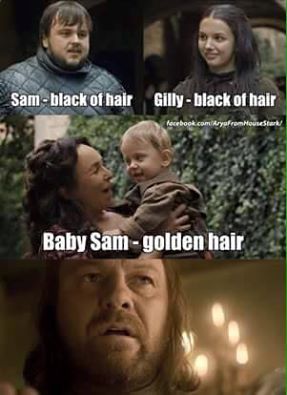 Sam - black of hair
Gilly - black of hair
facebook.com/AryaFromHouseStark/
Baby Sam - golden hair